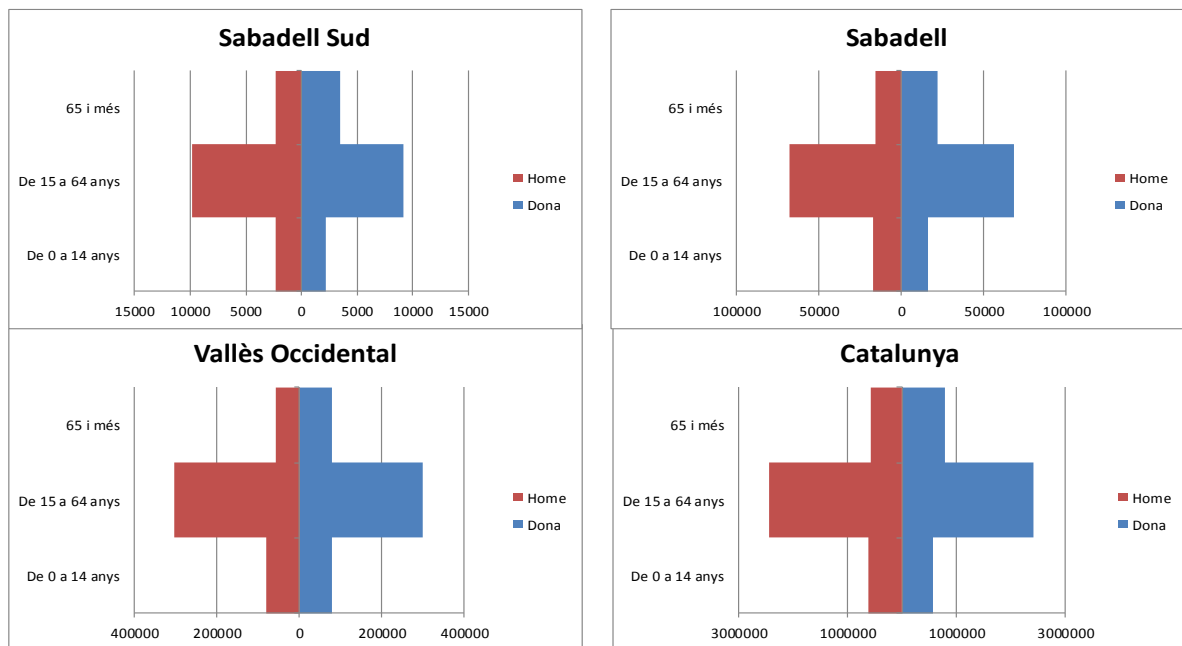 Sabadell Sud
65 i més
De 15 a 64 anys
De 0 a 14 anys
15000 10000 5000 0 5000 10000 15000
Home
Dona
Sabadell
65 i més
De 15 a 64 anys
De 0 a 14 anys
100000 50000 0 50000 100000
Home
Dona
Vallès Occidental
65 i més
De 15 a 64 anys
De 0 a 14 anys
400000 200000 0 200000 400000
Home
Dona
Catalunya
65 i més
De 15 a 64 anys
De 0 a 14 anys
3000000 1000000 1000000 3000000
Home
Dona